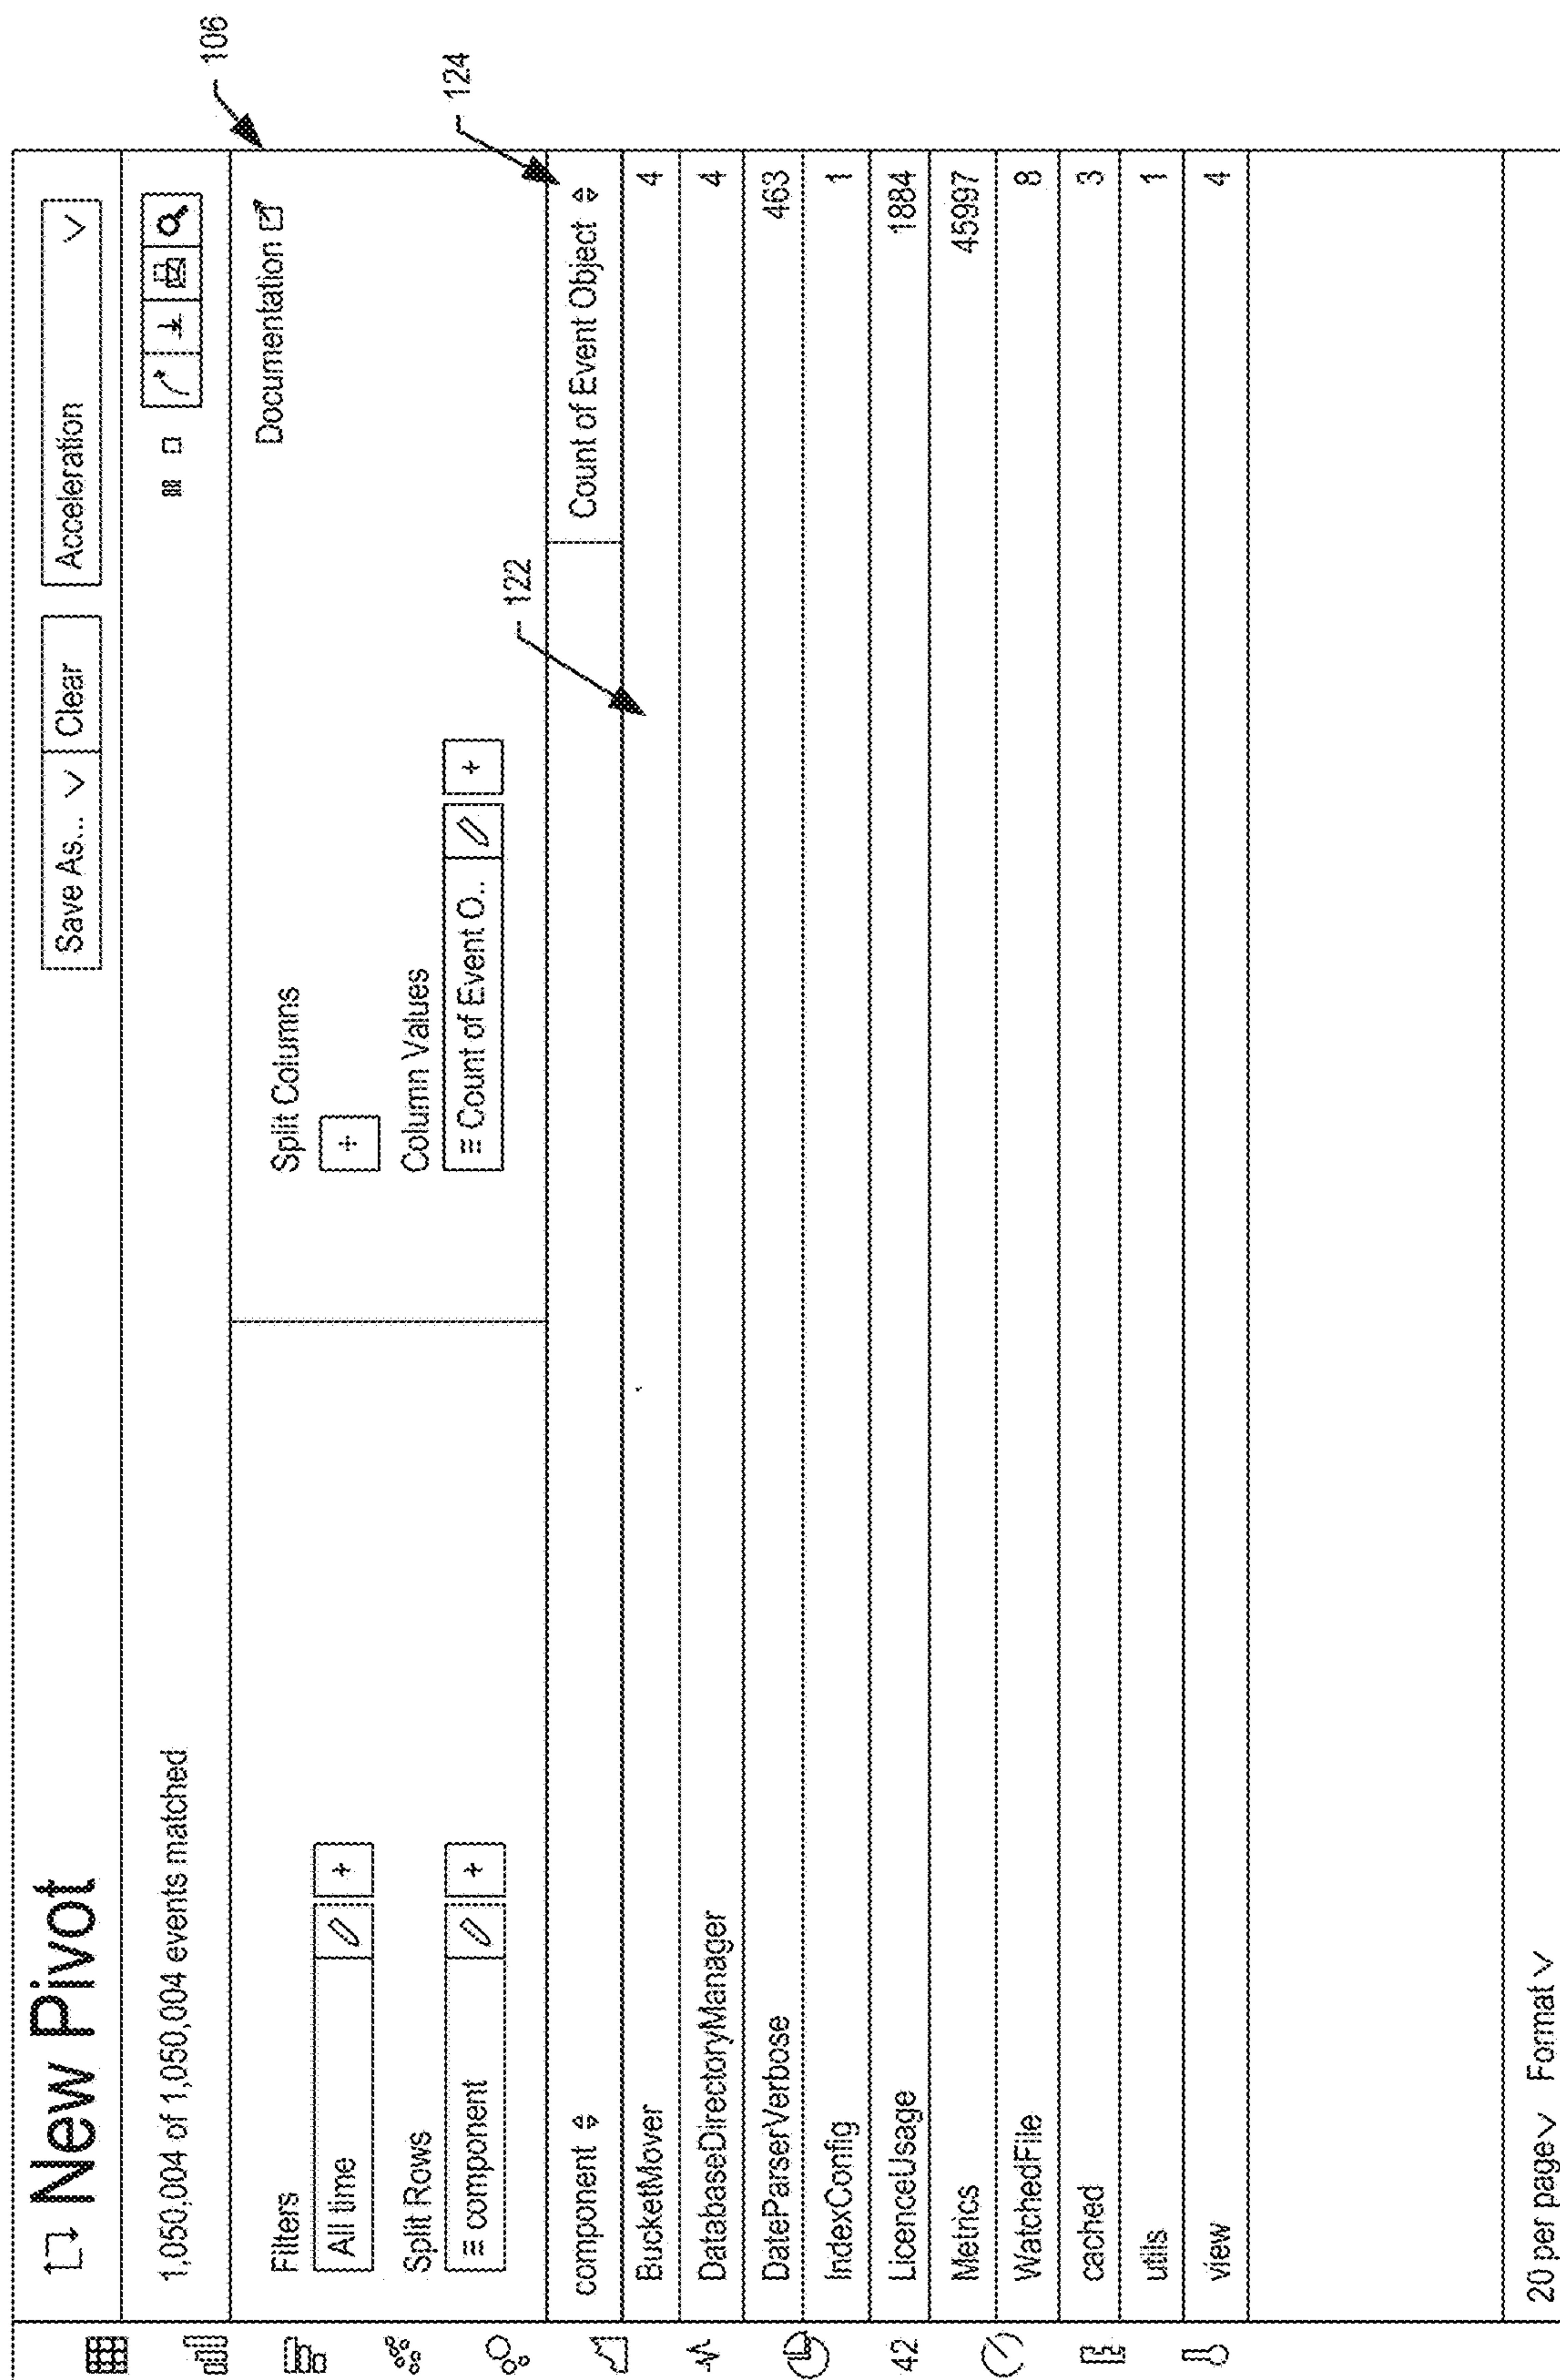 New Pivot
Save As... Clear Acceleration
1,050,004 of 1,050,004 events matched
106
Filters
Split Columns
Documentation
All time
+
+
Split Rows
Column Values
component
+
Count of Event O..
+
124
122
component
Count of Event Object
BucketMover 4
DatabaseDirectoryManager 4
DateParserVerbose 463
IndexConfig 1
LicenceUsage 1884
Metrics 45997
WatchedFile 8
cached 3
utils 1
view 4
42
20 per page Format